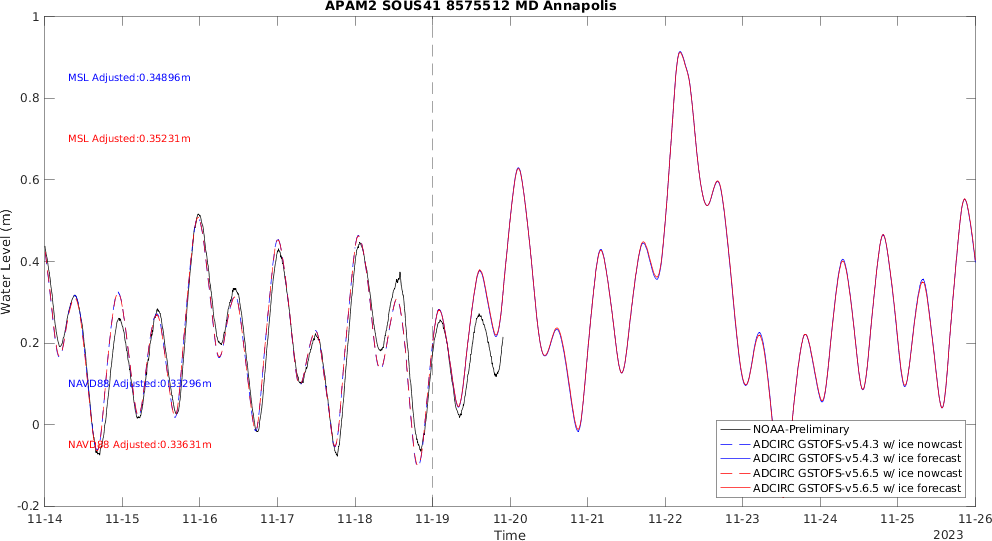 APAM2 SOUS41 8575512 MD Annapolis
1
0.8
0.6
0.4
0.2
0
-0.2
Water Level (m)
MSL Adjusted:0.34896m
MSL Adjusted:0.35231m
NAVD88 Adjusted:0.33296m
NAVD88 Adjusted:0.33631m
NOAA-Preliminary
ADCIRC GSTOFS-v5.4.3 w/ ice nowcast
ADCIRC GSTOFS-v5.4.3 w/ ice forecast
ADCIRC GSTOFS-v5.6.5 w/ ice nowcast
ADCIRC GSTOFS-v5.6.5 w/ ice forecast
11-14 11-15 11-16 11-17 11-18 11-19 11-20 11-21 11-22 11-23 11-24 11-25 11-26
Time
2023